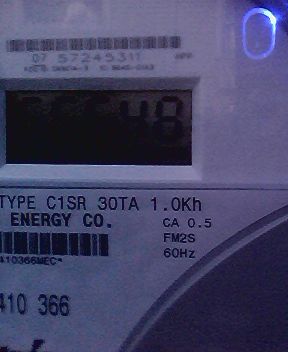 07 57245311
48
TYPE C1SR 30TA 1.0Kh
ENERGY CO.
CA 0.5
FM2S
60Hz
410366MEC*
410 366